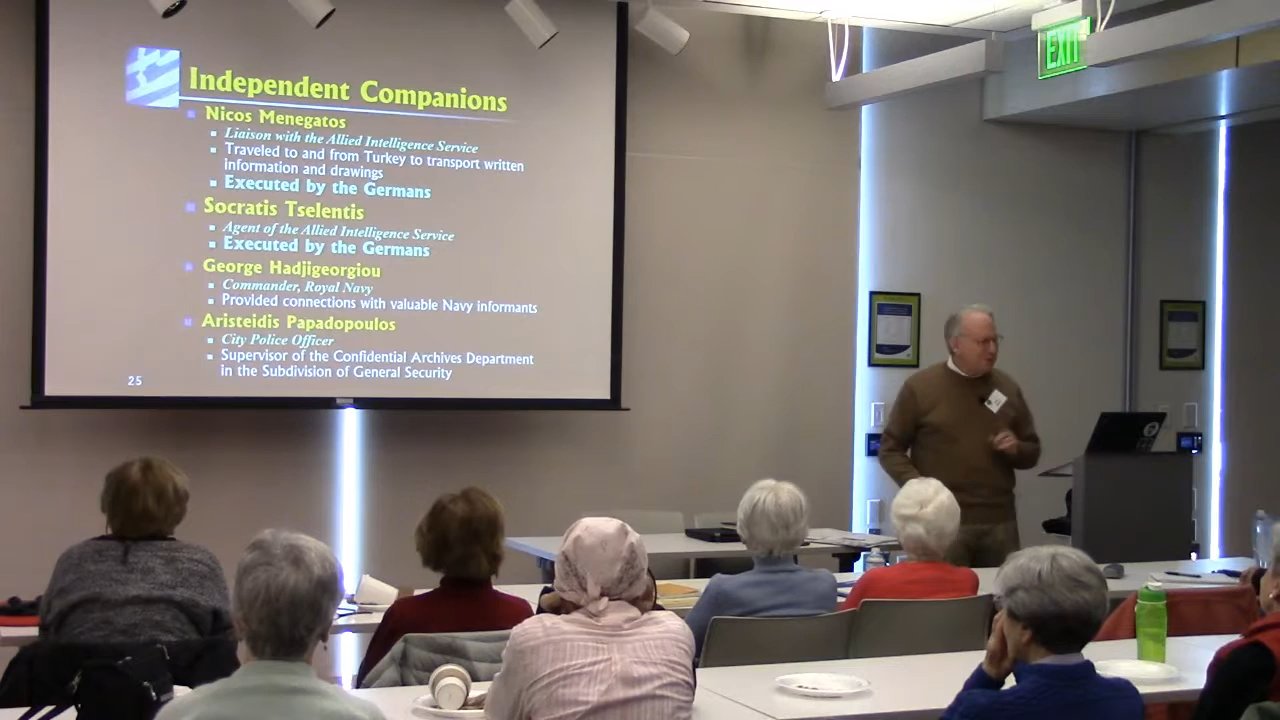 EXIT
Independent Companions
Nicos Menegatos
Liaison with the Allied Intelligence Service
Traveled to and from Turkey to transport written
information and drawings
Executed by the Germans
Socratis Tselentis
Agent of the Allied Intelligence Service
Executed by the Germans
George Hadjigeorgiou
Commander, Royal Navy
Provided connections with valuable Navy informants
Aristeidis Papadopoulos
City Police Officer
Supervisor of the Confidential Archives Department
in the Subdivision of General Security
25